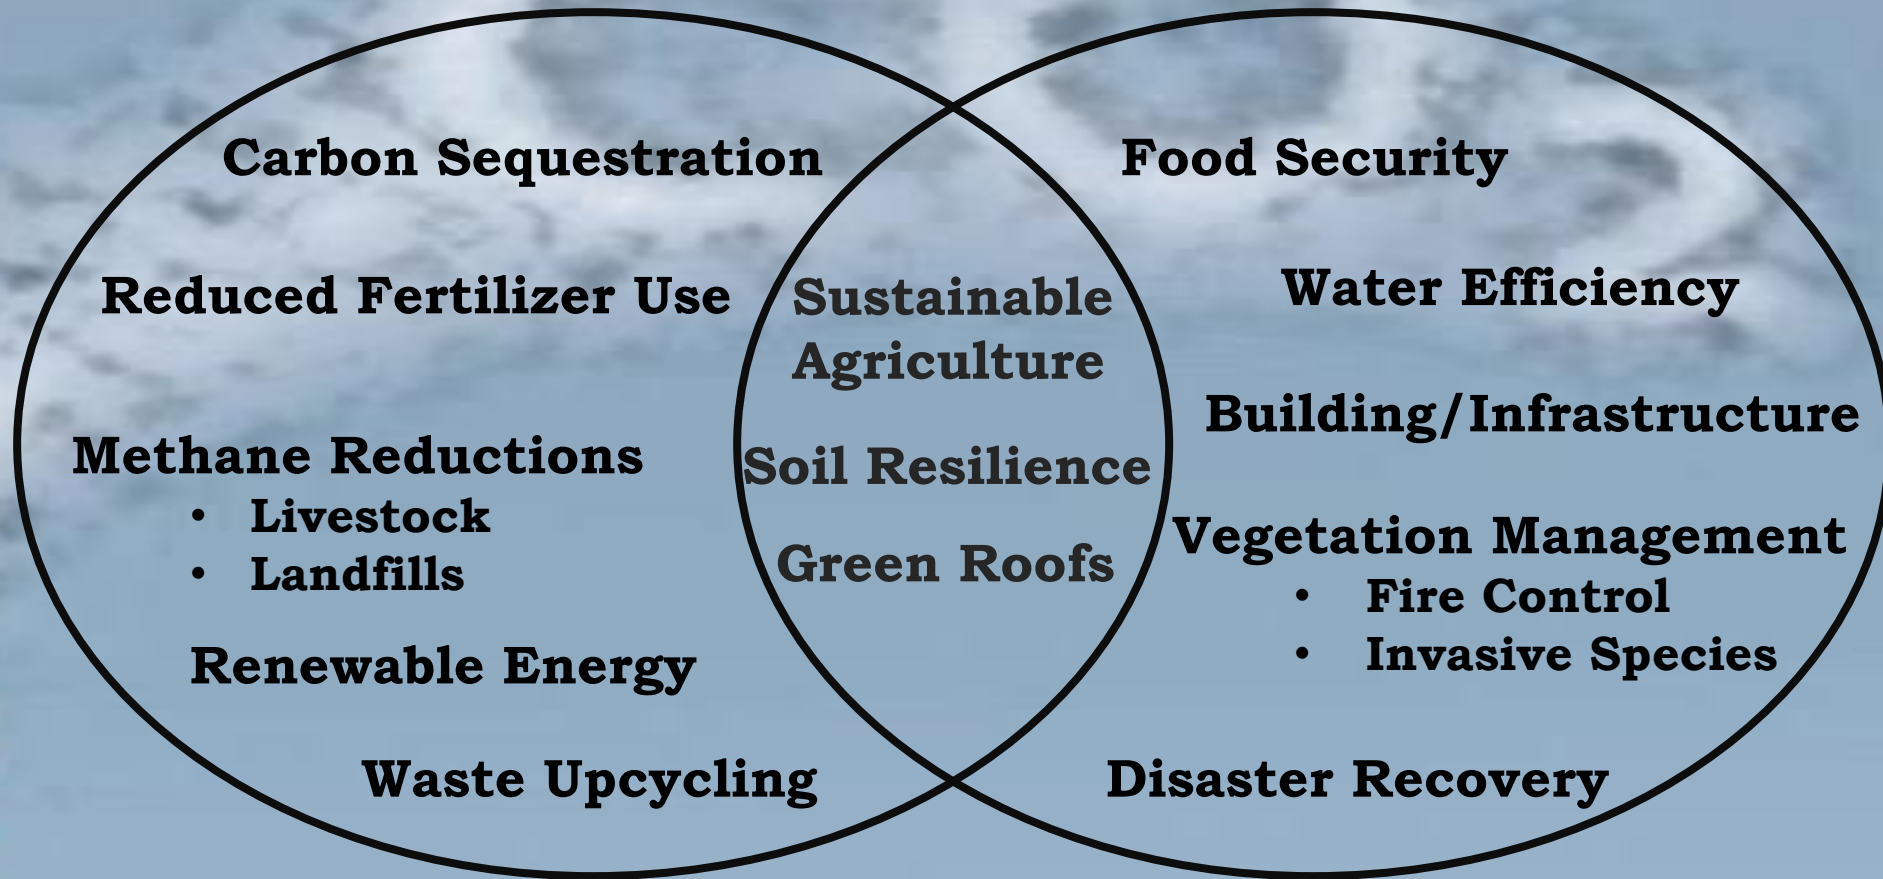 Carbon Sequestration
Reduced Fertilizer Use
Methane Reductions
• Livestock
• Landfills
Renewable Energy
Waste Upcycling
Sustainable
Agriculture
Soil Resilience
Green Roofs
Food Security
Water Efficiency
Building/Infrastructure
Vegetation Management
• Fire Control
• Invasive Species
Disaster Recovery